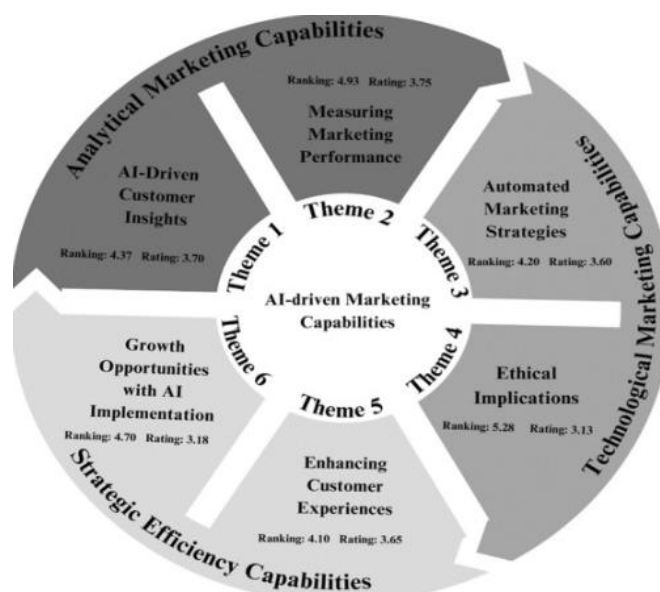 Analytical Marketing Capabilities
Ranking: 4.93 Rating: 3.75
Measuring
Marketing
Performance
AI-Driven
Customer
Insights
Ranking: 4.37 Rating: 3.70
Theme 1
Theme 2
Theme 3
Automated
Marketing
Strategies
Ranking: 4.20 Rating: 3.60
Technological Marketing Capabilities
AI-driven Marketing
Capabilities
Theme 4
Theme 5
Theme 6
Ethical
Implications
Ranking: 5.28 Rating: 3.13
Growth
Opportunities
with AI
Implementation
Ranking: 4.70 Rating: 3.18
Enhancing
Customer
Experiences
Ranking: 4.10 Rating: 3.65
Strategic Efficiency Capabilities